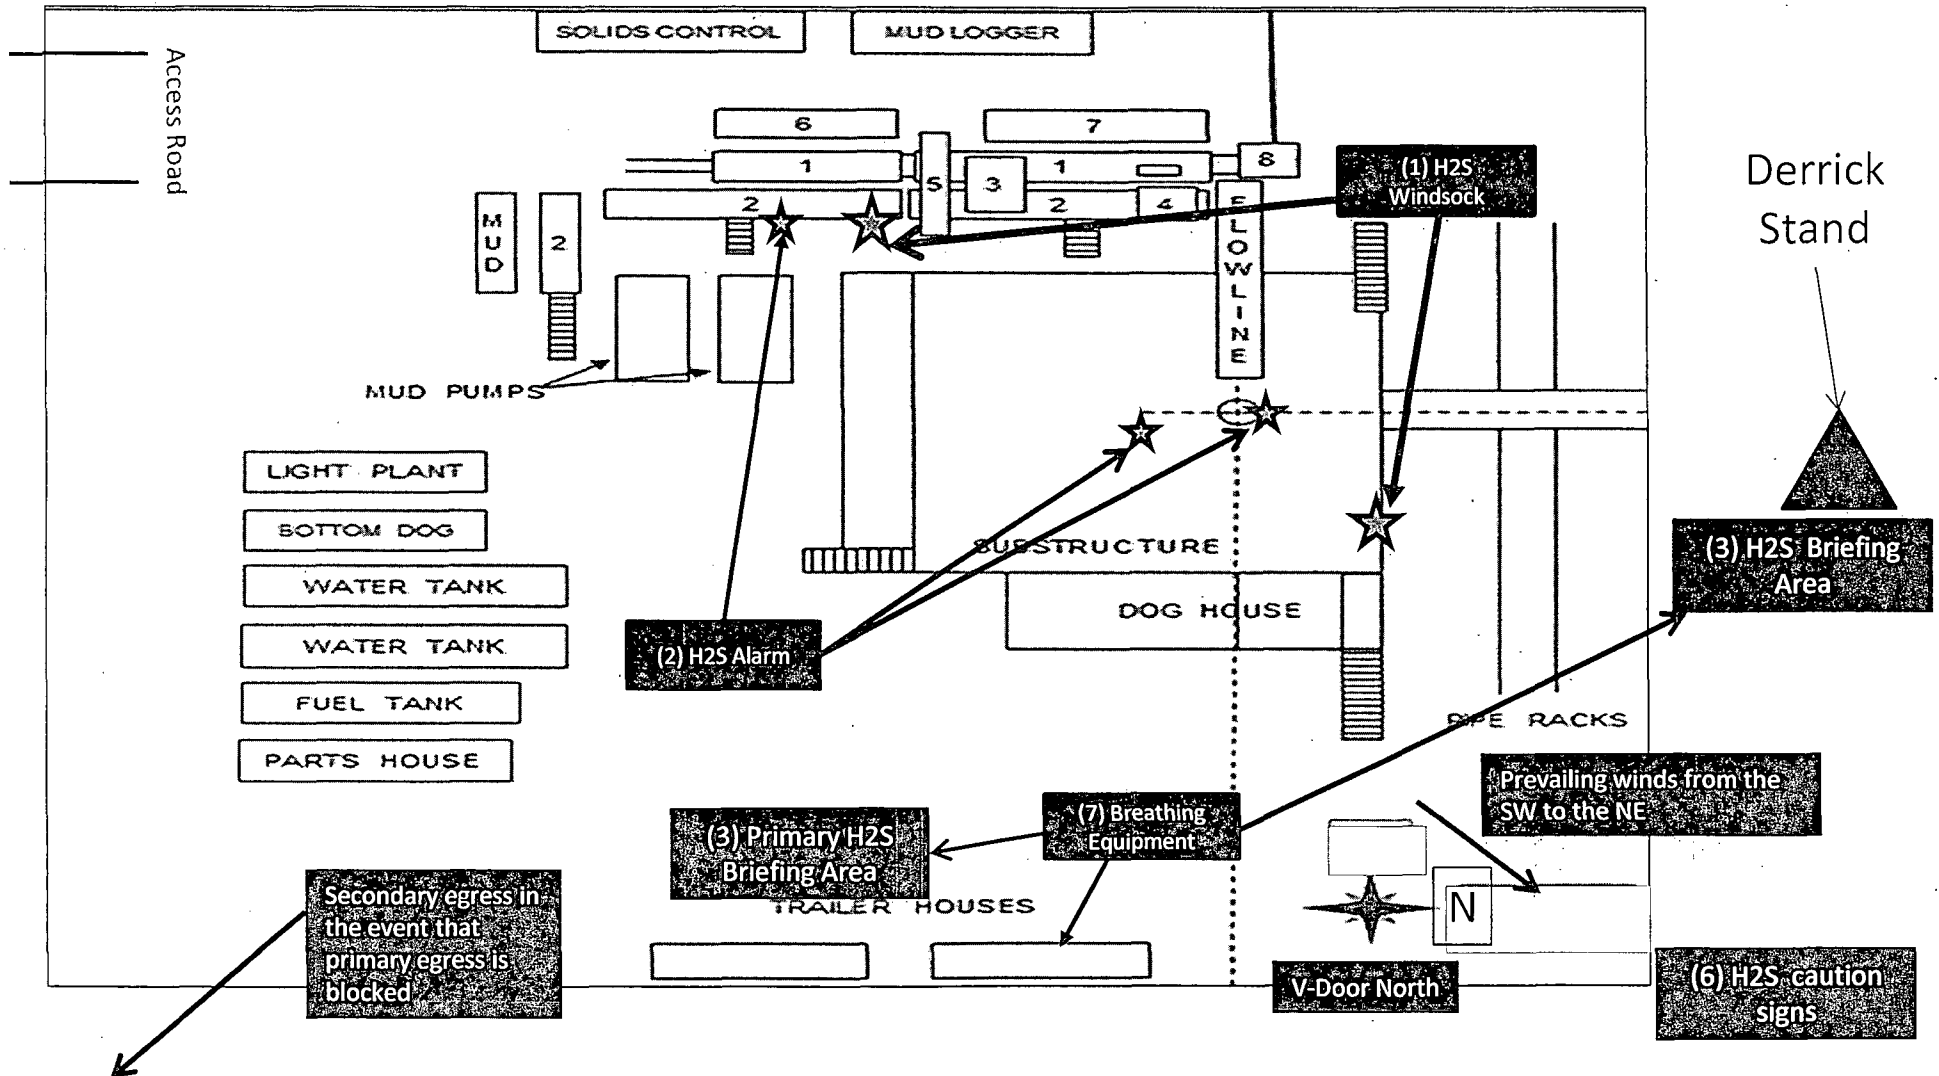 SOLIDS CONTROL
MUD LOGGER
Access Road
6
7
1
1
8
5
3
2
2
4
(1) H2S
Windsock
Derrick
Stand
MUD
2
FLOWLINE
MUD PUMPS
LIGHT PLANT
BOTTOM DOG
WATER TANK
WATER TANK
FUEL TANK
PARTS HOUSE
SUBSTRUCTURE
DOG HOUSE
(2) H2S Alarm
(3) H2S Briefing
Area
PIPE RACKS
Prevailing winds from the
SW to the NE
(7) Breathing
Equipment
(3) Primary H2S
Briefing Area
TRAILER HOUSES
Secondary egress in
the event that
primary egress is
blocked
N
V-Door North
(6) H2S caution
signs